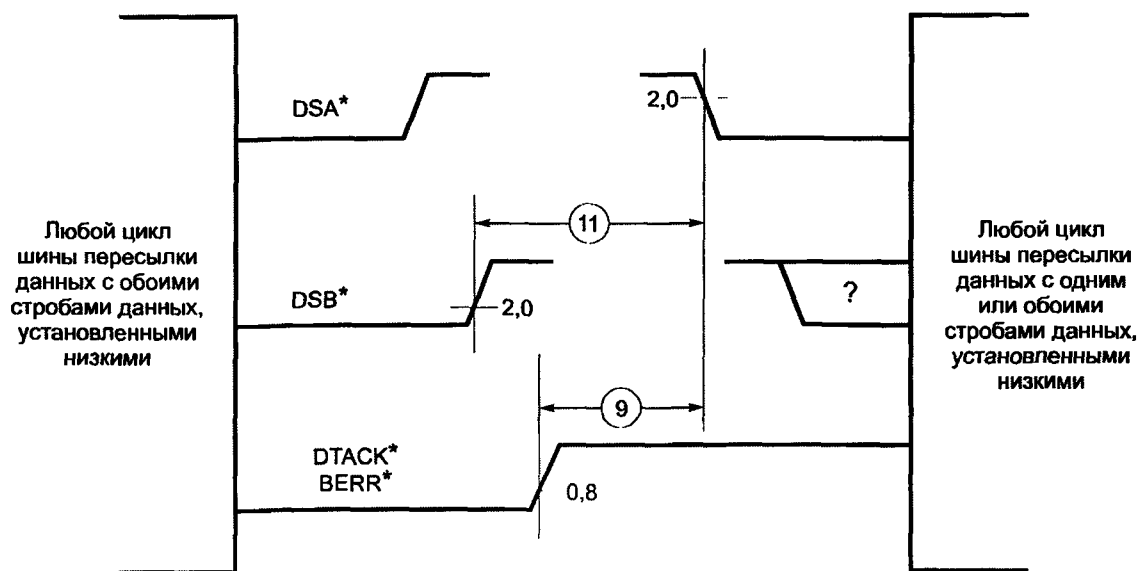 DSA*
2,0
11
Любой цикл
шины пересылки
данных с обоими
стробами данных,
установленными
низкими
DSB*
2,0
?
Любой цикл
шины пересылки
данных с одним
или обоими
стробами данных,
установленными
низкими
9
DTACK*
BERR*
0,8